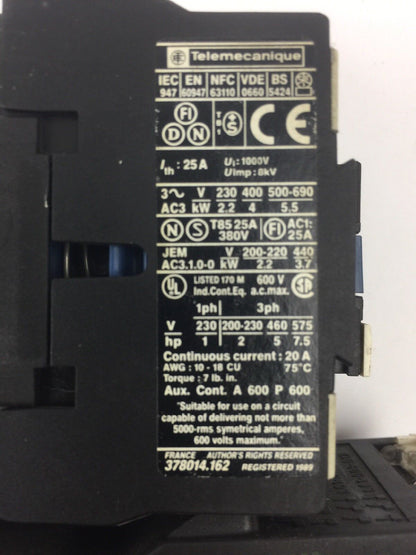 Telemecanique
IEC EN NFC VDE BS
947 60947 63110 0660 5424
FI
D N
TB1 S
CE
Ith : 25A Ui : 1000V
Uimp : 8kV
3~ V 230 400 500-690
AC3 kW 2.2 4 5.5
N S T85 25A FI AC1:
380V 25A
JEM V 200-220 440
AC3.1.0-0 kW 2.2 3.7
UL LISTED 170 M 600 V SA
Ind.Cont.Eq. a.c.max.
1ph 3ph
V 230 200-230 460 575
hp 1 2 5 7.5
Continuous current : 20 A
AWG : 10 - 18 CU 75°C
Torque : 7 lb. in.
Aux. Cont. A 600 P 600
"Suitable for use on a circuit
capable of delivering not more than
5000-rms symetrical amperes,
600 volts maximum."
FRANCE AUTHOR'S RIGHTS RESERVED
378014.162 REGISTERED 1989